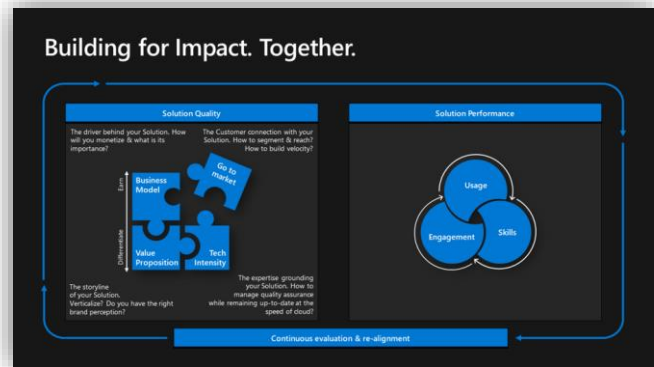 Building for Impact. Together.
Solution Quality
The driver behind your Solution. How
will you monetize & what is its
importance?
The Customer connection with your
Solution. How to segment & reach?
How to build velocity?
Earn
Differentiate
Business
Model
Go to
market
Value
Proposition
Tech
Intensity
The storyline
of your Solution.
Verticalize? Do you have the right
brand perception?
The expertise grounding
your Solution. How to
manage quality assurance
while remaining up-to-date at the
speed of cloud?
Solution Performance
Usage
Engagement
Skills
Continuous evaluation & re-alignment